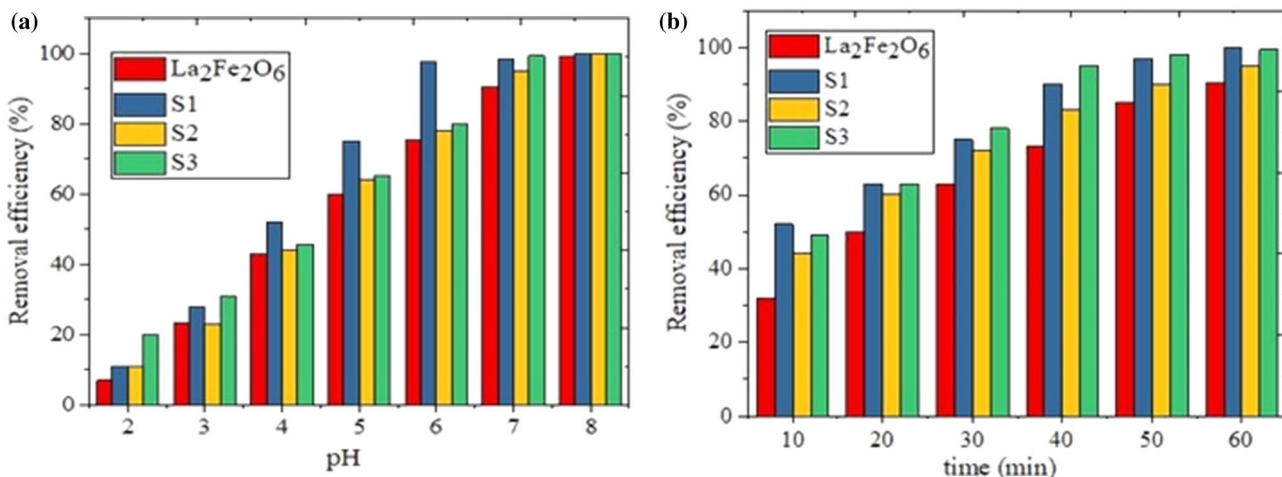 (a)
Removal efficiency (%)
100
80
60
40
20
0
La2Fe2O6
S1
S2
S3
2 3 4 5 6 7 8
pH
(b)
Removal efficiency (%)
100
80
60
40
20
0
La2Fe2O6
S1
S2
S3
10 20 30 40 50 60
time (min)